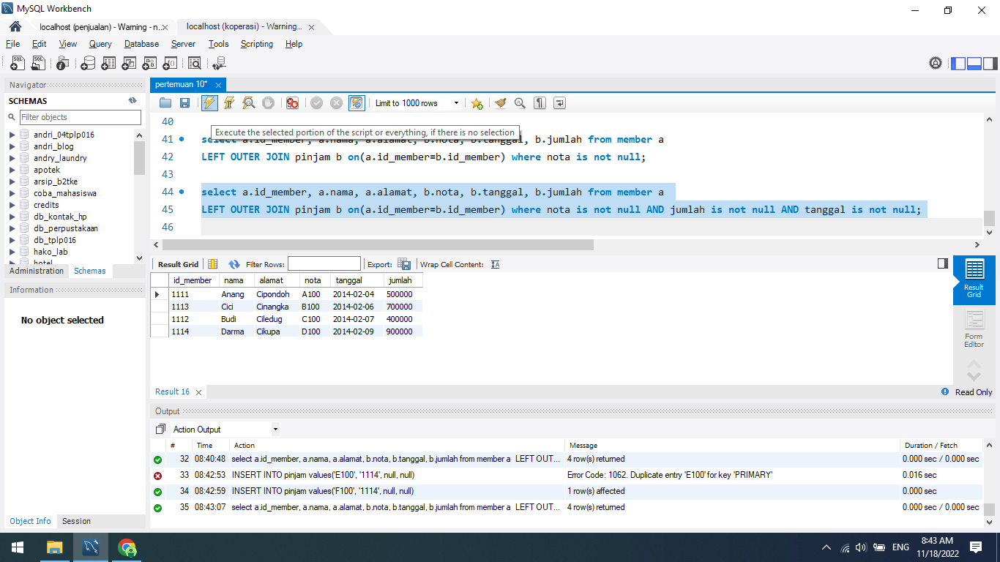 MySQL Workbench
localhost (penjualan) - Warning - n...
localhost (koperasi) - Warning...
File Edit View Query Database Server Tools Scripting Help
Navigator
pertemuan 10*
SCHEMAS
Limit to 1000 rows
Filter objects
andri_04tplp016
andri_blog
andry_laundry
apotek
arsip_b2tke
coba_mahasiswa
credits
db_kontak_hp
db_perpustakaan
db_tplp016
hako_lab
hotel
Administration Schemas
Information
No object selected
Object Info Session
40
Execute the selected portion of the script or everything, if there is no selection
41 select a.id_member, a.nama, a.alamat, b.nota, b.tanggal, b.jumlah from member a
42 LEFT OUTER JOIN pinjam b on(a.id_member=b.id_member) where nota is not null;
43
44 select a.id_member, a.nama, a.alamat, b.nota, b.tanggal, b.jumlah from member a
45 LEFT OUTER JOIN pinjam b on(a.id_member=b.id_member) where nota is not null AND jumlah is not null AND tanggal is not null;
46
Result Grid Filter Rows: Export: Wrap Cell Content:
id_member nama alamat nota tanggal jumlah
1111 Anang Cipondoh A100 2014-02-04 500000
1113 Cici Cinangka B100 2014-02-06 700000
1112 Budi Ciledug C100 2014-02-07 400000
1114 Darma Cikupa D100 2014-02-09 900000
Result
Grid
Form
Editor
Result 16
Read Only
Output
Action Output
# Time Action Message Duration / Fetch
32 08:40:48 select a.id_member, a.nama, a.alamat, b.nota, b.tanggal, b.jumlah from member a LEFT OUT... 4 row(s) returned 0.000 sec / 0.000 sec
33 08:42:53 INSERT INTO pinjam values('E100', '1114', null, null) Error Code: 1062. Duplicate entry 'E100' for key 'PRIMARY' 0.016 sec
34 08:42:59 INSERT INTO pinjam values('F100', '1114', null, null) 1 row(s) affected 0.000 sec
35 08:43:07 select a.id_member, a.nama, a.alamat, b.nota, b.tanggal, b.jumlah from member a LEFT OUT... 4 row(s) returned 0.000 sec / 0.000 sec
ENG
8:43 AM
11/18/2022